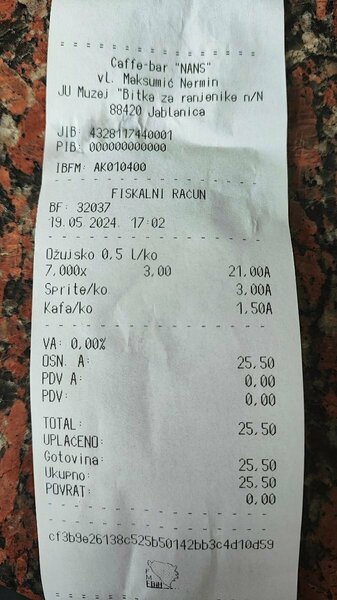 Caffe-bar "NANS"
vl. Maksumić Nermin
JU Muzej "Bitka za ranjenike n/N
88420 Jablanica
JIB: 4328117440001
PIB: 000000000000
IBFM: AK010400
FISKALNI RAČUN
BF: 32037
19.05.2024. 17:02
Ožujsko 0,5 l/ko
7,000x 3,00 21,00A
Sprite/ko 3,00A
Kafa/ko 1,50A
VA: 0,00%
OSN. A: 25,50
PDV A: 0,00
PDV: 0,00
TOTAL: 25,50
UPLAĆENO:
Gotovina: 25,50
Ukupno: 25,50
POVRAT: 0,00
cf3b9e26138c525b50142bb3c4d10d59